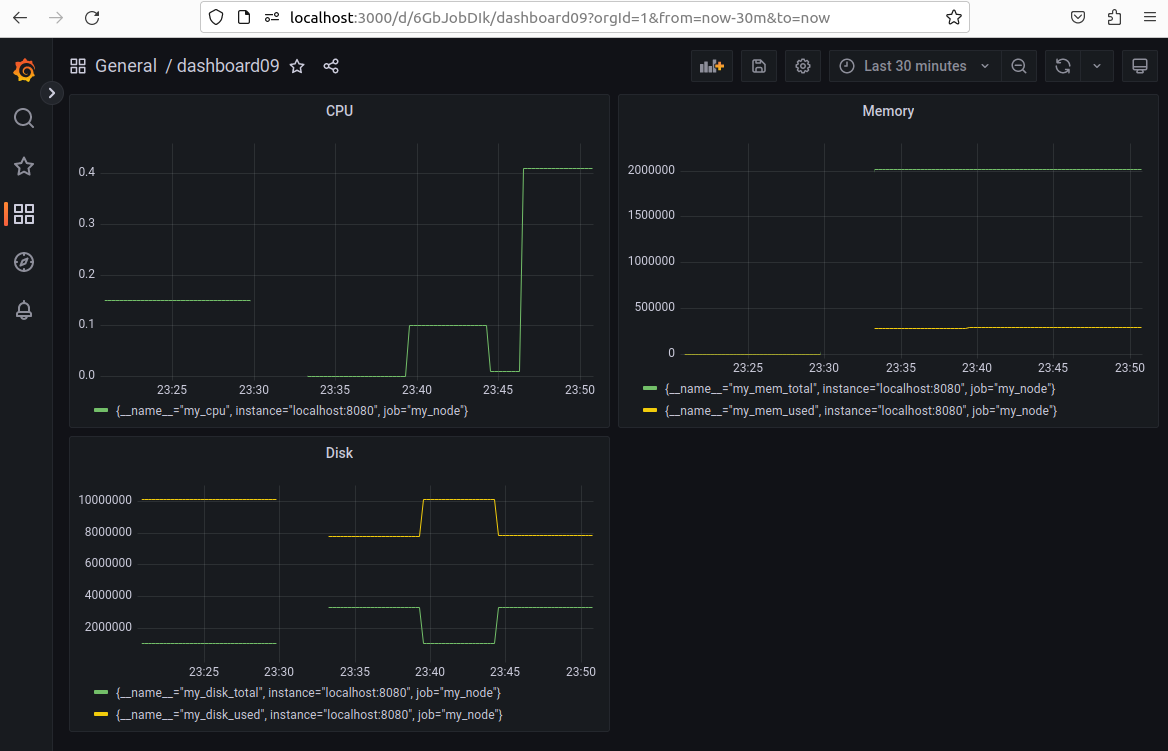 localhost:3000/d/6GbJobDIk/dashboard09?orgId=1&from=now-30m&to=now
General / dashboard09
Last 30 minutes
CPU
0.4
0.3
0.2
0.1
0.0
23:25 23:30 23:35 23:40 23:45 23:50
{__name__="my_cpu", instance="localhost:8080", job="my_node"}
Memory
2000000
1500000
1000000
500000
0
23:25 23:30 23:35 23:40 23:45 23:50
{__name__="my_mem_total", instance="localhost:8080", job="my_node"}
{__name__="my_mem_used", instance="localhost:8080", job="my_node"}
Disk
10000000
8000000
6000000
4000000
2000000
23:25 23:30 23:35 23:40 23:45 23:50
{__name__="my_disk_total", instance="localhost:8080", job="my_node"}
{__name__="my_disk_used", instance="localhost:8080", job="my_node"}